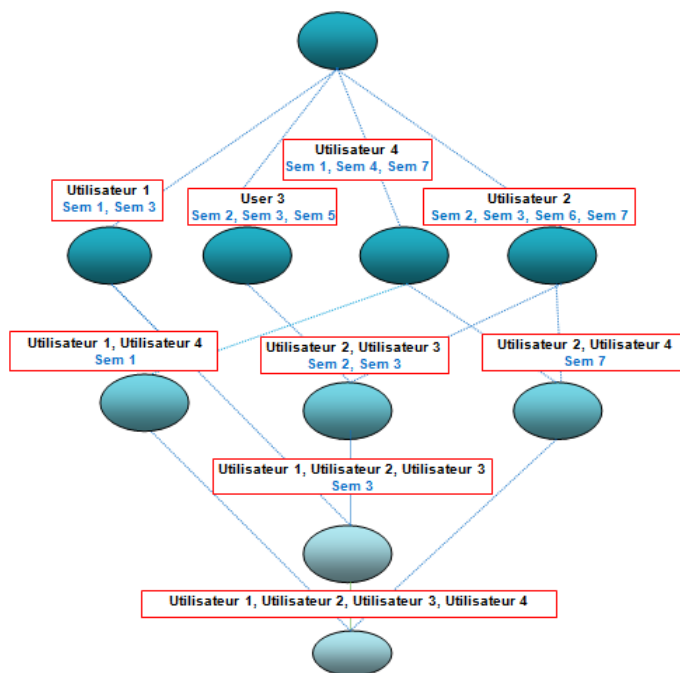 Utilisateur 4
Sem 1, Sem 4, Sem 7
Utilisateur 1
Sem 1, Sem 3
User 3
Sem 2, Sem 3, Sem 5
Utilisateur 2
Sem 2, Sem 3, Sem 6, Sem 7
Utilisateur 1, Utilisateur 4
Sem 1
Utilisateur 2, Utilisateur 3
Sem 2, Sem 3
Utilisateur 2, Utilisateur 4
Sem 7
Utilisateur 1, Utilisateur 2, Utilisateur 3
Sem 3
Utilisateur 1, Utilisateur 2, Utilisateur 3, Utilisateur 4